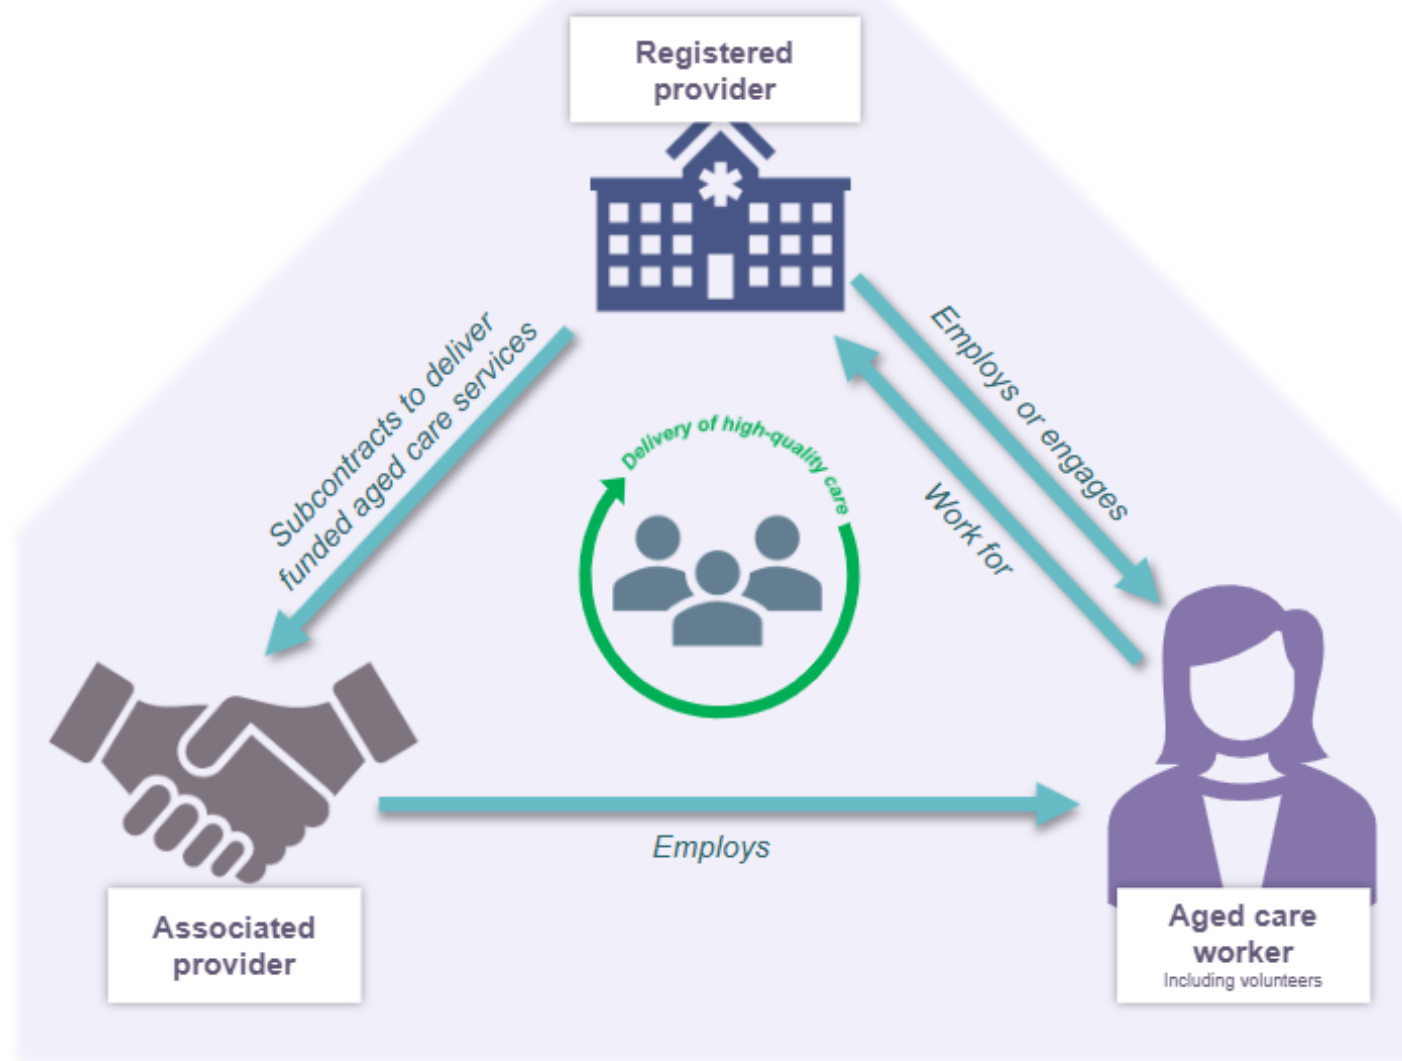 Registered
provider
Subcontracts to deliver
funded aged care services
Employs or engages
Work for
Delivery of high-quality care
Employs
Associated
provider
Aged care
worker
Including volunteers